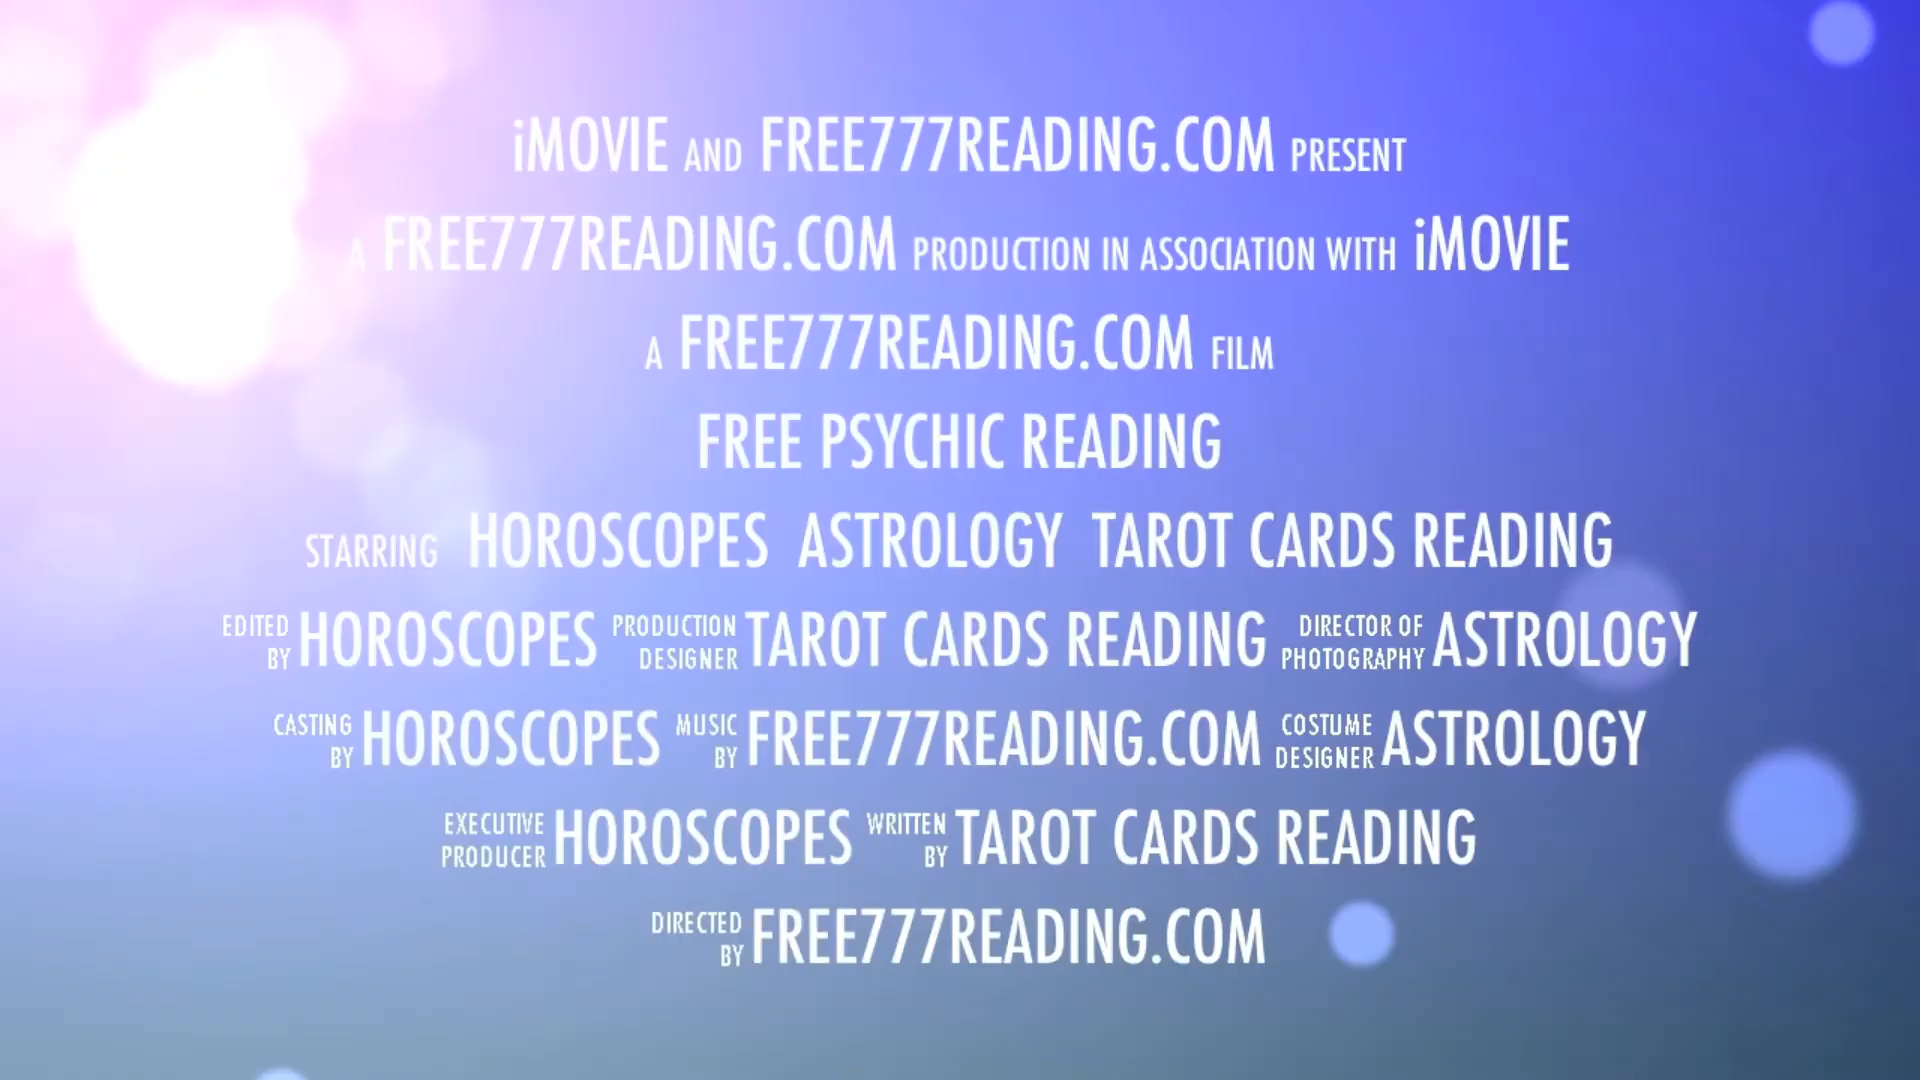 iMOVIE AND FREE777READING.COM PRESENT
A FREE777READING.COM PRODUCTION IN ASSOCIATION WITH iMOVIE
A FREE777READING.COM FILM
FREE PSYCHIC READING
STARRING HOROSCOPES ASTROLOGY TAROT CARDS READING
EDITED BY HOROSCOPES PRODUCTION DESIGNER TAROT CARDS READING DIRECTOR OF PHOTOGRAPHY ASTROLOGY
CASTING BY HOROSCOPES MUSIC BY FREE777READING.COM COSTUME DESIGNER ASTROLOGY
EXECUTIVE PRODUCER HOROSCOPES WRITTEN BY TAROT CARDS READING
DIRECTED BY FREE777READING.COM